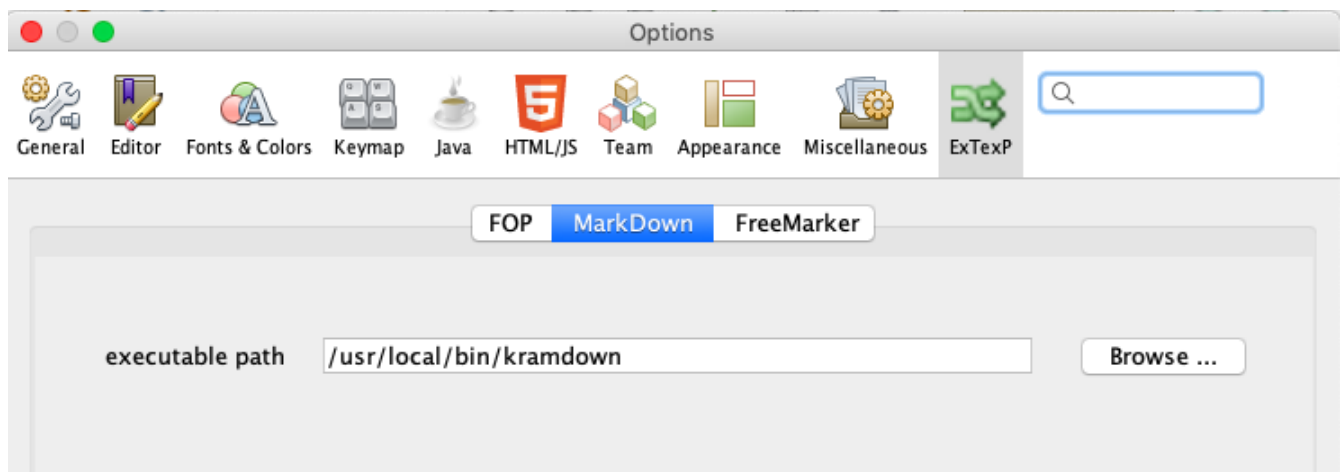 Options
General Editor Fonts & Colors Keymap Java HTML/JS Team Appearance Miscellaneous ExTexP
FOP MarkDown FreeMarker
executable path /usr/local/bin/kramdown Browse ...